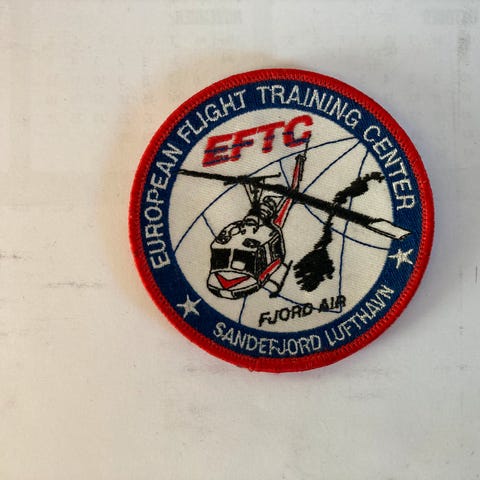 EUROPEAN FLIGHT TRAINING CENTER
EFTC
FJORD AIR
SANDEFJORD LUFTHAVN